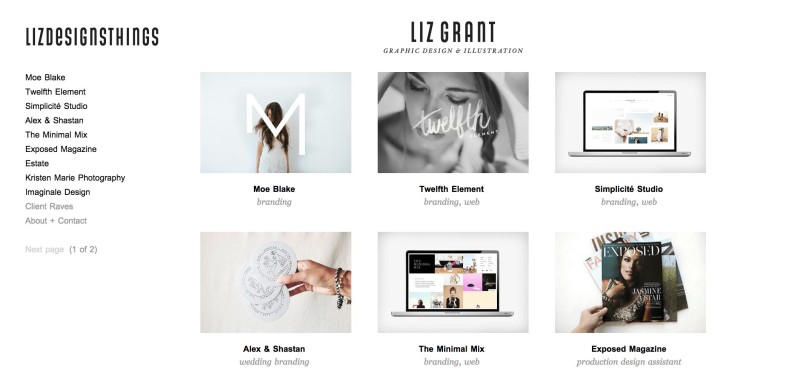 LIZDESIGNSTHINGS
LIZ GRANT
GRAPHIC DESIGN & ILLUSTRATION
Moe Blake
Twelfth Element
Simplicité Studio
Alex & Shastan
The Minimal Mix
Exposed Magazine
Estate
Kristen Marie Photography
Imaginale Design
Client Raves
About + Contact
Next page (1 of 2)
M
Moe Blake
branding
twelfth
ELEMENT
Twelfth Element
branding, web
Simplicité Studio
branding, web
Alex & Shastan
wedding branding
THE
MINIMAL
MIX
The Minimal Mix
branding, web
EXPOSED
JASMINE
STAR
Exposed Magazine
production design assistant